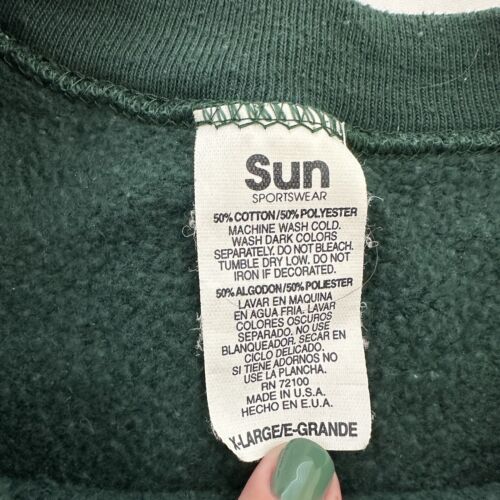 Sun
SPORTSWEAR
50% COTTON/50% POLYESTER
MACHINE WASH COLD.
WASH DARK COLORS
SEPARATELY. DO NOT BLEACH.
TUMBLE DRY LOW. DO NOT
IRON IF DECORATED.
50% ALGODON/50% POLIESTER
LAVAR EN MAQUINA
EN AGUA FRIA. LAVAR
COLORES OSCUROS
SEPARADO. NO USE
BLANQUEADOR. SECAR EN
CICLO DELICADO.
SI TIENE ADORNOS NO
USE LA PLANCHA.
RN 72100
MADE IN U.S.A.
HECHO EN E.U.A.
X-LARGE/E-GRANDE